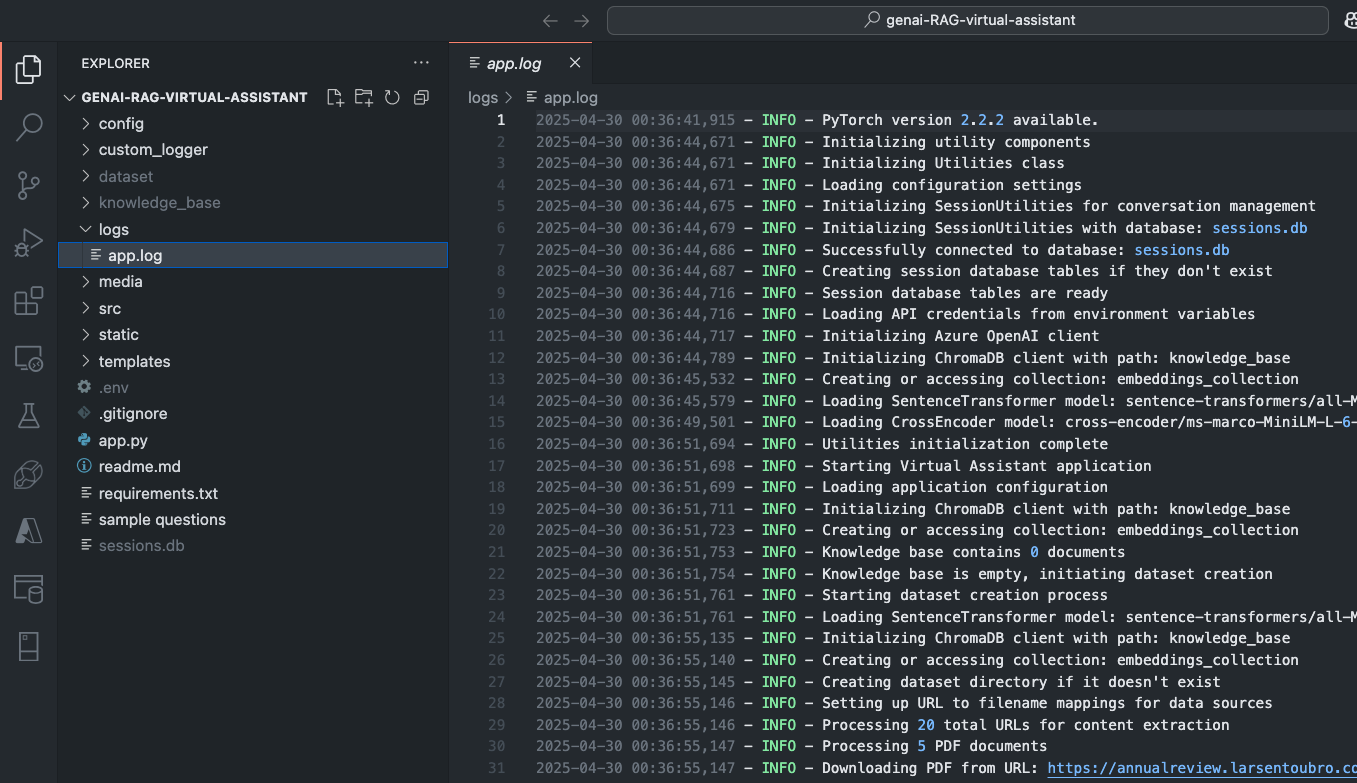 genai-RAG-virtual-assistant
EXPLORER
GENAI-RAG-VIRTUAL-ASSISTANT
config
custom_logger
dataset
knowledge_base
logs
app.log
media
src
static
templates
.env
.gitignore
app.py
readme.md
requirements.txt
sample questions
sessions.db
app.log
logs > app.log
1 2025-04-30 00:36:41,915 - INFO - PyTorch version 2.2.2 available.
2 2025-04-30 00:36:44,671 - INFO - Initializing utility components
3 2025-04-30 00:36:44,671 - INFO - Initializing Utilities class
4 2025-04-30 00:36:44,671 - INFO - Loading configuration settings
5 2025-04-30 00:36:44,675 - INFO - Initializing SessionUtilities for conversation management
6 2025-04-30 00:36:44,679 - INFO - Initializing SessionUtilities with database: sessions.db
7 2025-04-30 00:36:44,686 - INFO - Successfully connected to database: sessions.db
8 2025-04-30 00:36:44,687 - INFO - Creating session database tables if they don't exist
9 2025-04-30 00:36:44,716 - INFO - Session database tables are ready
10 2025-04-30 00:36:44,716 - INFO - Loading API credentials from environment variables
11 2025-04-30 00:36:44,717 - INFO - Initializing Azure OpenAI client
12 2025-04-30 00:36:44,789 - INFO - Initializing ChromaDB client with path: knowledge_base
13 2025-04-30 00:36:45,532 - INFO - Creating or accessing collection: embeddings_collection
14 2025-04-30 00:36:45,579 - INFO - Loading SentenceTransformer model: sentence-transformers/all-M
15 2025-04-30 00:36:49,501 - INFO - Loading CrossEncoder model: cross-encoder/ms-marco-MiniLM-L-6-
16 2025-04-30 00:36:51,694 - INFO - Utilities initialization complete
17 2025-04-30 00:36:51,698 - INFO - Starting Virtual Assistant application
18 2025-04-30 00:36:51,699 - INFO - Loading application configuration
19 2025-04-30 00:36:51,711 - INFO - Initializing ChromaDB client with path: knowledge_base
20 2025-04-30 00:36:51,723 - INFO - Creating or accessing collection: embeddings_collection
21 2025-04-30 00:36:51,753 - INFO - Knowledge base contains 0 documents
22 2025-04-30 00:36:51,754 - INFO - Knowledge base is empty, initiating dataset creation
23 2025-04-30 00:36:51,761 - INFO - Starting dataset creation process
24 2025-04-30 00:36:51,761 - INFO - Loading SentenceTransformer model: sentence-transformers/all-M
25 2025-04-30 00:36:55,135 - INFO - Initializing ChromaDB client with path: knowledge_base
26 2025-04-30 00:36:55,140 - INFO - Creating or accessing collection: embeddings_collection
27 2025-04-30 00:36:55,145 - INFO - Creating dataset directory if it doesn't exist
28 2025-04-30 00:36:55,146 - INFO - Setting up URL to filename mappings for data sources
29 2025-04-30 00:36:55,146 - INFO - Processing 20 total URLs for content extraction
30 2025-04-30 00:36:55,147 - INFO - Processing 5 PDF documents
31 2025-04-30 00:36:55,147 - INFO - Downloading PDF from URL: https://annualreview.larsentoubro.co